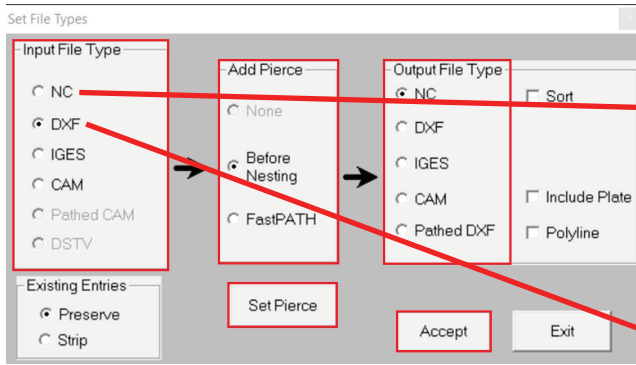 Set File Types
Input File Type
NC
DXF
IGES
CAM
Pathed CAM
DSTV
Existing Entries
Preserve
Strip
Add Pierce
None
Before
Nesting
FastPATH
Set Pierce
Output File Type
NC
DXF
IGES
CAM
Pathed DXF
Sort
Include Plate
Polyline
Accept
Exit